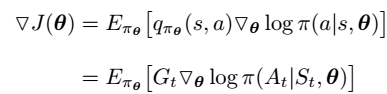 ▽J(θ) = E_{π_θ}[q_{π_θ}(s, a)▽_θ log π(a|s, θ)]
= E_{π_θ}[G_t▽_θ log π(A_t|S_t, θ)]